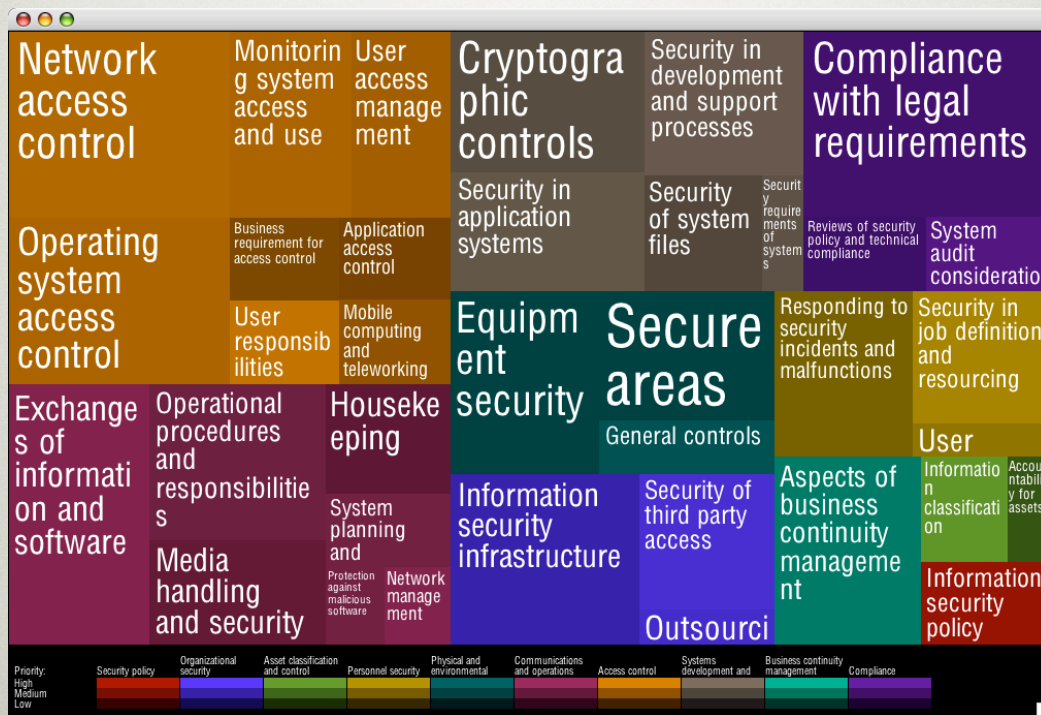 Network
access
control
Monitorin
g system
access
and use
User
access
manage
ment
Operating
system
access
control
Business
requirement for
access control
Application
access
control
User
responsib
ilities
Mobile
computing
and
teleworking
Cryptogra
phic
controls
Security in
development
and support
processes
Security in
application
systems
Security
of system
files
Securit
y
require
ments
of
system
s
Compliance
with legal
requirements
Reviews of security
policy and technical
compliance
System
audit
consideratio
Exchange
s of
informati
on and
software
Operational
procedures
and
responsibilitie
s
Media
handling
and security
Houseke
eping
System
planning
and
Protection
against
malicious
software
Network
manage
ment
Equipm
ent
security
Secure
areas
General controls
Information
security
infrastructure
Security of
third party
access
Outsourci
Responding to
security
incidents and
malfunctions
Security in
job definition
and
resourcing
User
Aspects of
business
continuity
manageme
nt
Informatio
n
classificati
on
Accou
ntabili
y for
assets
Information
security
policy
Priority:
High
Medium
Low
Security policy
Organizational
security
Asset classification
and control
Personnel security
Physical and
environmental
Communications
and operations
Access control
Systems
development and
Business continuity
management
Compliance